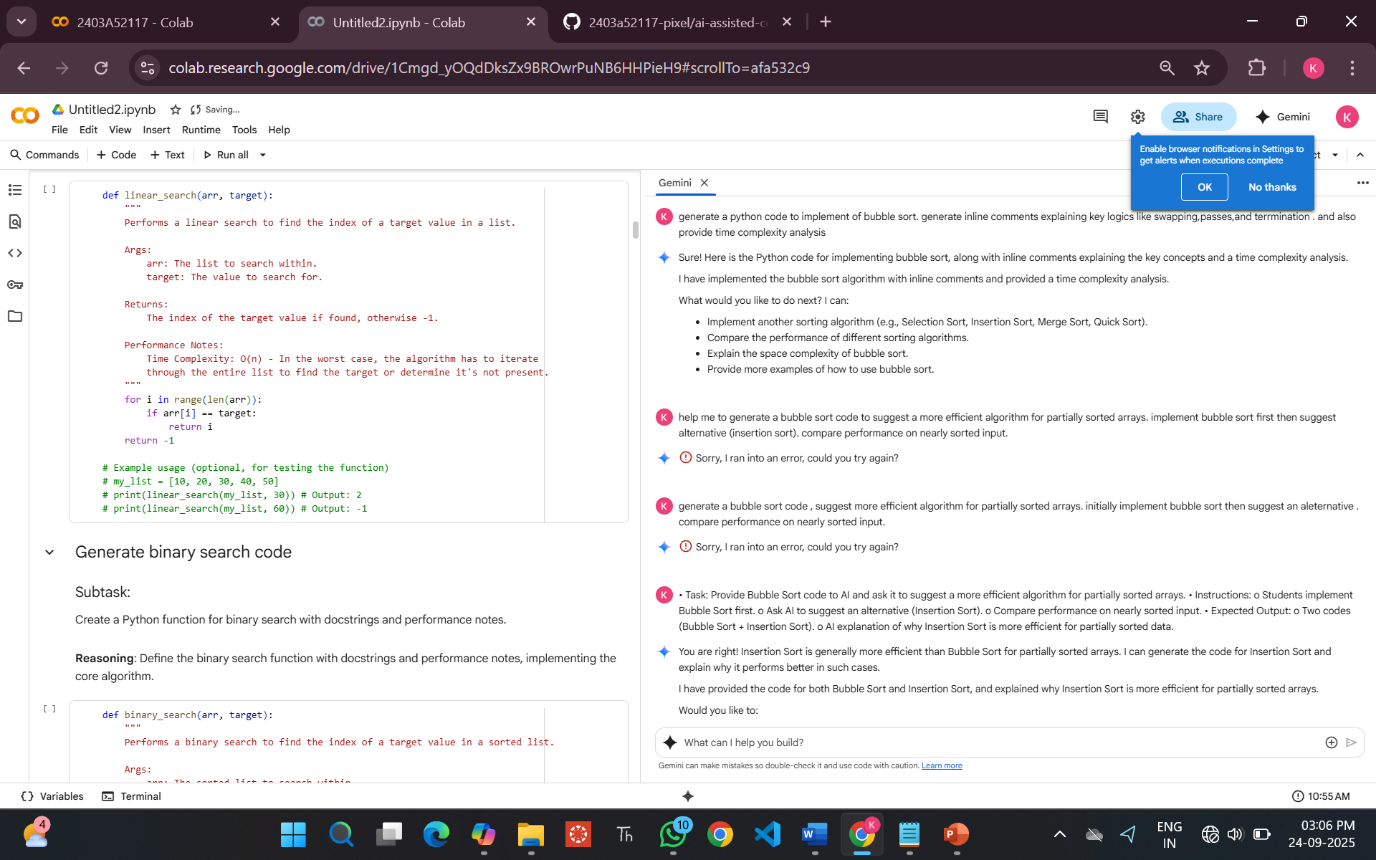 2403A52117 - Colab
Untitled2.ipynb - Colab
2403a52117-pixel/ai-assisted-c
colab.research.google.com/drive/1Cmgd_yOQdDksZx9BROwrPuNB6HHPieH9#scrollTo=afa532c9
K
Untitled2.ipynb
Saving...
File Edit View Insert Runtime Tools Help
Share
Gemini
K
Commands
+ Code
+ Text
Run all
Enable browser notifications in Settings to
get alerts when executions complete
OK
No thanks
[ ]
def linear_search(arr, target):
"""
Performs a linear search to find the index of a target value in a list.
Args:
arr: The list to search within.
target: The value to search for.
Returns:
The index of the target value if found, otherwise -1.
Performance Notes:
Time Complexity: O(n) - In the worst case, the algorithm has to iterate
through the entire list to find the target or determine it's not present.
"""
for i in range(len(arr)):
if arr[i] == target:
return i
return -1
# Example usage (optional, for testing the function)
# my_list = [10, 20, 30, 40, 50]
# print(linear_search(my_list, 30)) # Output: 2
# print(linear_search(my_list, 60)) # Output: -1
Generate binary search code
Subtask:
Create a Python function for binary search with docstrings and performance notes.
Reasoning: Define the binary search function with docstrings and performance notes, implementing the
core algorithm.
[ ]
def binary_search(arr, target):
"""
Performs a binary search to find the index of a target value in a sorted list.
Args:
arr: The sorted list to search within.
Gemini
K
generate a python code to implement of bubble sort. generate inline comments explaining key logics like swapping,passes,and terrmination . and also
provide time complexity analysis
Sure! Here is the Python code for implementing bubble sort, along with inline comments explaining the key concepts and a time complexity analysis.
I have implemented the bubble sort algorithm with inline comments and provided a time complexity analysis.
What would you like to do next? I can:
• Implement another sorting algorithm (e.g., Selection Sort, Insertion Sort, Merge Sort, Quick Sort).
• Compare the performance of different sorting algorithms.
• Explain the space complexity of bubble sort.
• Provide more examples of how to use bubble sort.
K
help me to generate a bubble sort code to suggest a more efficient algorithm for partially sorted arrays. implement bubble sort first then suggest
alternative (insertion sort). compare performance on nearly sorted input.
Sorry, I ran into an error, could you try again?
K
generate a bubble sort code , suggest more efficient algorithm for partially sorted arrays. initially implement bubble sort then suggest an aleternative .
compare performance on nearly sorted input.
Sorry, I ran into an error, could you try again?
K
• Task: Provide Bubble Sort code to AI and ask it to suggest a more efficient algorithm for partially sorted arrays. • Instructions: o Students implement
Bubble Sort first. o Ask AI to suggest an alternative (Insertion Sort). o Compare performance on nearly sorted input. • Expected Output: o Two codes
(Bubble Sort + Insertion Sort). o AI explanation of why Insertion Sort is more efficient for partially sorted data.
You are right! Insertion Sort is generally more efficient than Bubble Sort for partially sorted arrays. I can generate the code for Insertion Sort and
explain why it performs better in such cases.
I have provided the code for both Bubble Sort and Insertion Sort, and explained why Insertion Sort is more efficient for partially sorted arrays.
Would you like to:
What can I help you build?
Gemini can make mistakes so double-check it and use code with caution. Learn more
Variables
Terminal
10:55 AM
4
Th
10
K
ENG
IN
03:06 PM
24-09-2025